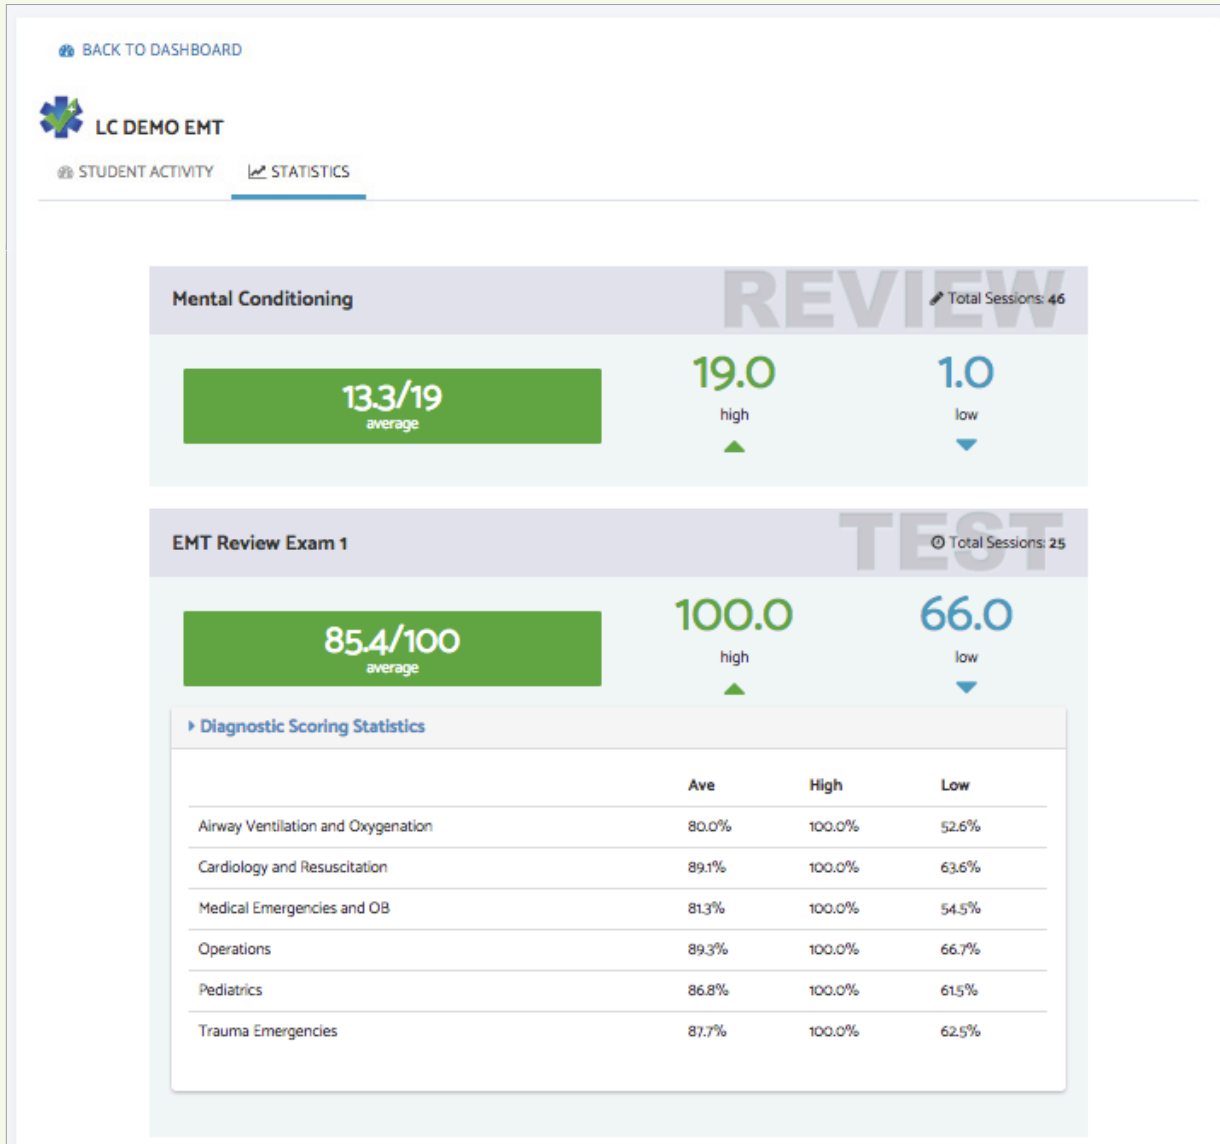 BACK TO DASHBOARD
LC DEMO EMT
STUDENT ACTIVITY STATISTICS
REVIEW
Mental Conditioning Total Sessions: 46
13.3/19 19.0 1.0
average high low
TEST
EMT Review Exam 1 Total Sessions: 25
85.4/100 100.0 66.0
average high low
Diagnostic Scoring Statistics
Ave High Low
Airway Ventilation and Oxygenation 80.0% 100.0% 52.6%
Cardiology and Resuscitation 89.1% 100.0% 63.6%
Medical Emergencies and OB 81.3% 100.0% 54.5%
Operations 89.3% 100.0% 66.7%
Pediatrics 86.8% 100.0% 61.5%
Trauma Emergencies 87.7% 100.0% 62.5%